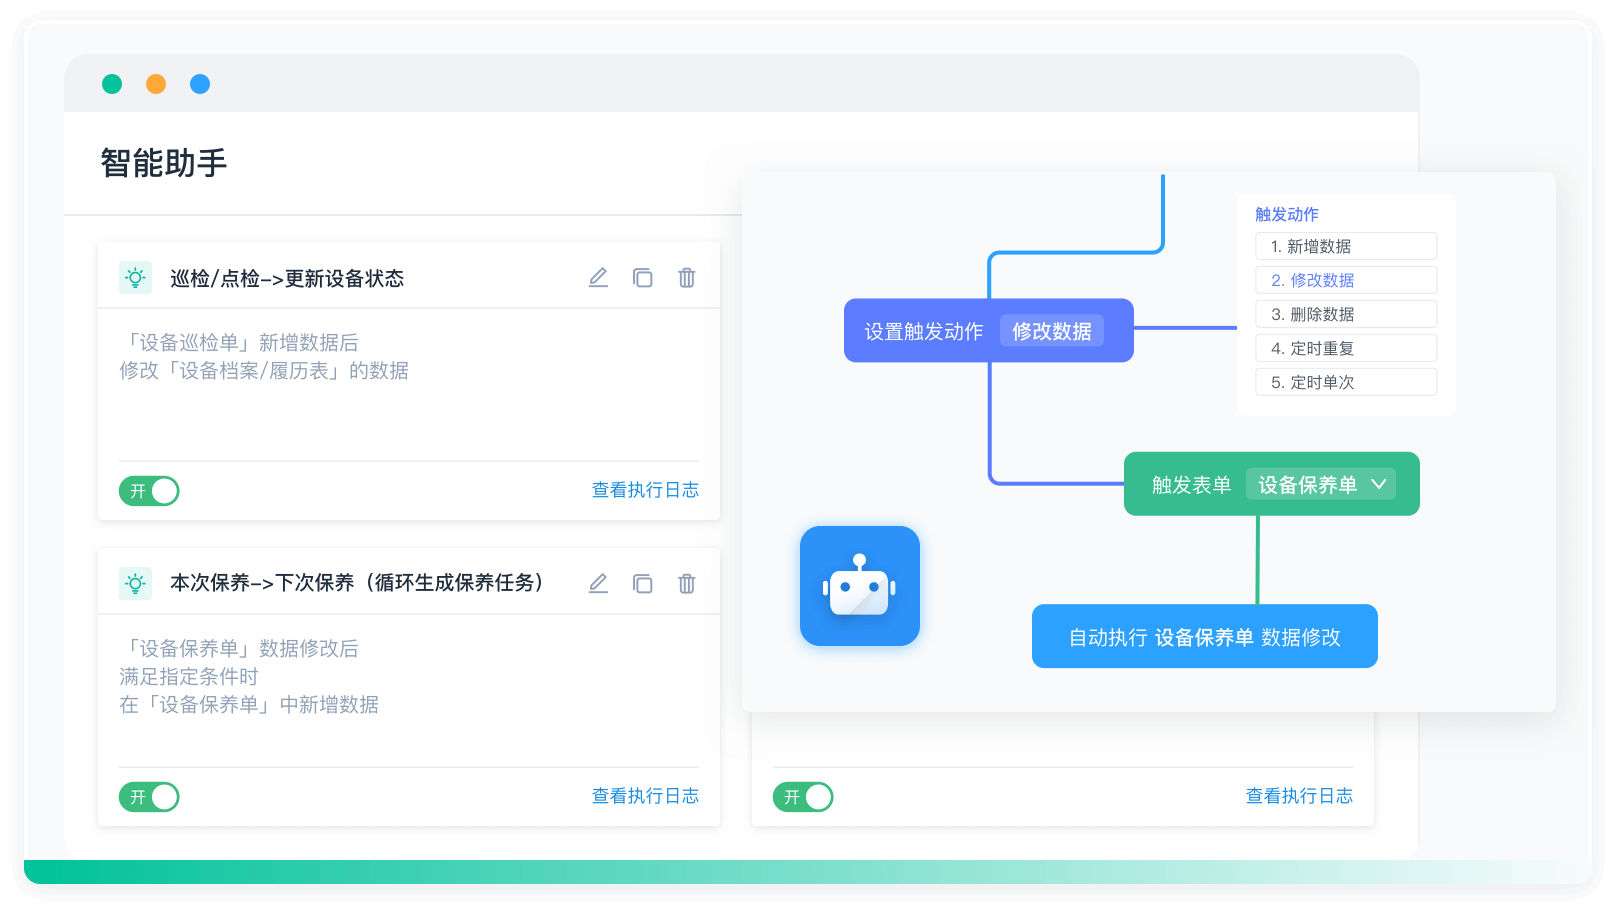 智能助手
巡检/点检->更新设备状态
「设备巡检单」新增数据后
修改「设备档案/履历表」的数据
开
查看执行日志
本次保养->下次保养（循环生成保养任务）
「设备保养单」数据修改后
满足指定条件时
在「设备保养单」中新增数据
开
查看执行日志
开
查看执行日志
设置触发动作 修改数据
触发动作
1. 新增数据
2. 修改数据
3. 删除数据
4. 定时重复
5. 定时单次
触发表单 设备保养单
自动执行 设备保养单 数据修改